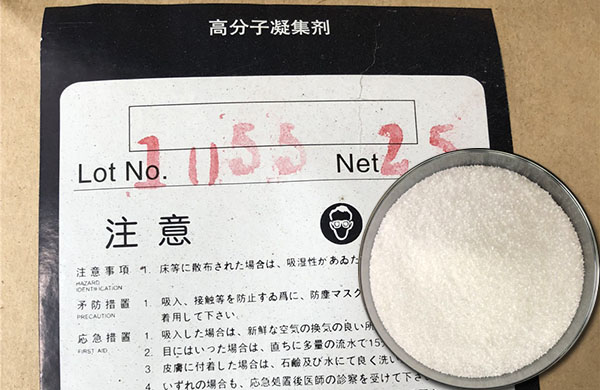 高分子凝集剤
Lot No. 1055 Net 25
注意
注意事項 1. 床等に散布された場合は、吸湿性かあゐた
HAZARD
IDENTIFICATION
矛防措置 1. 吸入、接触等を防止すゐ爲に、防塵マスク
PRECAUTION
着用して下さい.
応急措置 1. 吸入した場合は、新鮮な空気の換気の良い所
FIRST AID
2. 目にはいった場合は、直ちに多量の流水て15
3. 皮膚に付着した場合は、石鹸及び水にて良く洗い
4. いずれの場合も、応急処置後医師の診察を受けて下さ